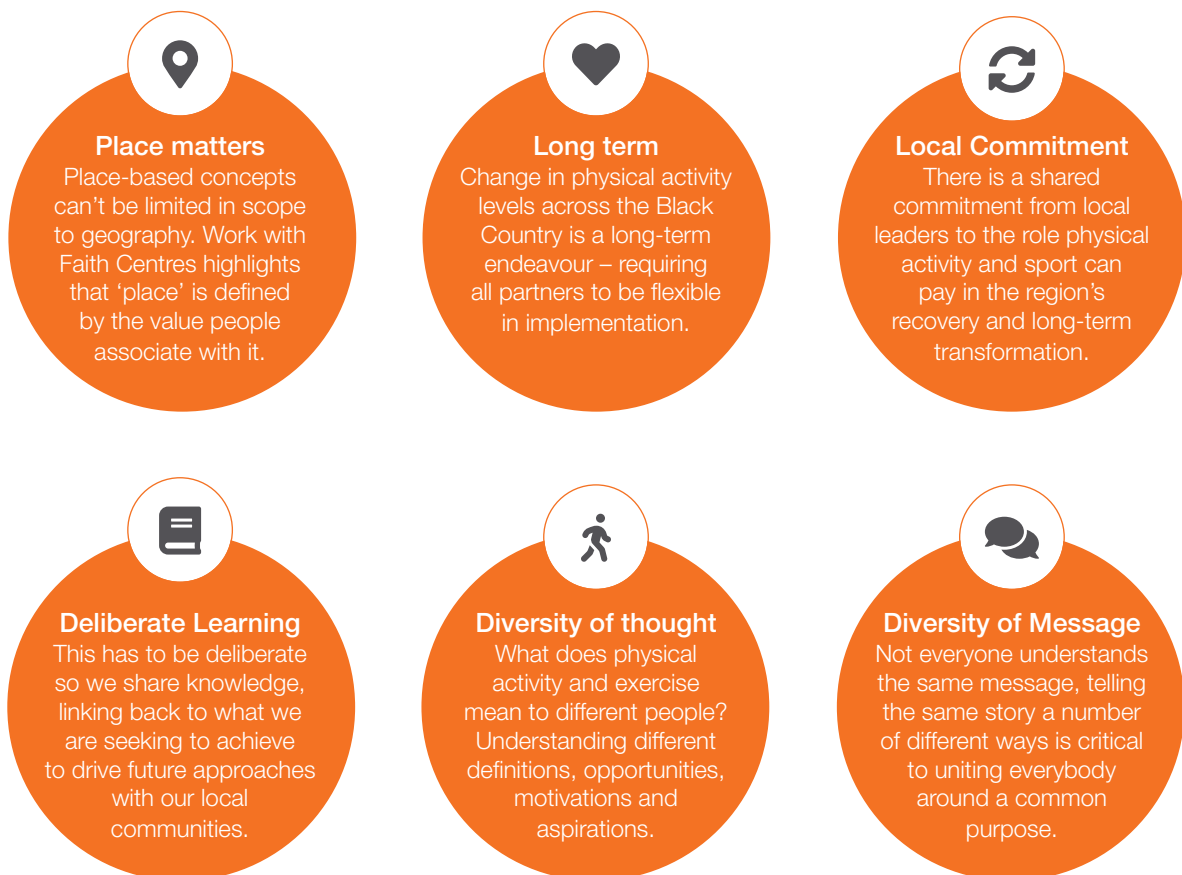 Place matters
Place-based concepts
can't be limited in scope
to geography. Work with
Faith Centres highlights
that ‘place’ is defined
by the value people
associate with it.
Long term
Change in physical activity
levels across the Black
Country is a long-term
endeavour – requiring
all partners to be flexible
in implementation.
Local Commitment
There is a shared
commitment from local
leaders to the role physical
activity and sport can
pay in the region’s
recovery and long-term
transformation.
Deliberate Learning
This has to be deliberate
so we share knowledge,
linking back to what we
are seeking to achieve
to drive future approaches
with our local
communities.
Diversity of thought
What does physical
activity and exercise
mean to different people?
Understanding different
definitions, opportunities,
motivations and
aspirations.
Diversity of Message
Not everyone understands
the same message, telling
the same story a number
of different ways is critical
to uniting everybody
around a common
purpose.